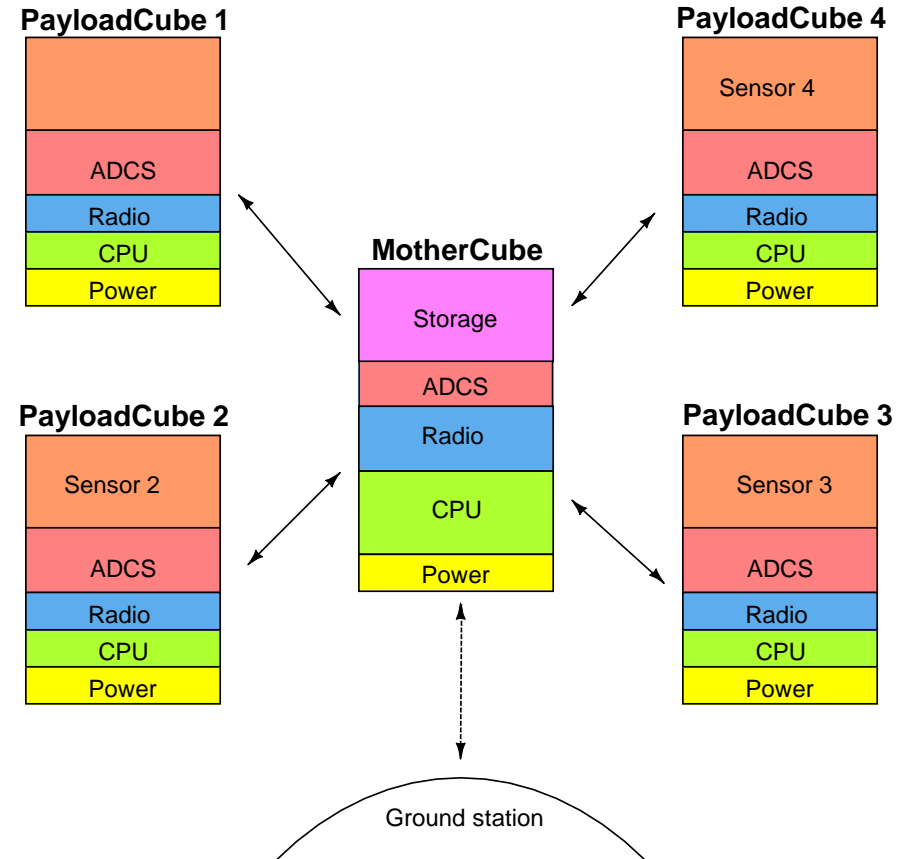 PayloadCube 1
ADCS
Radio
CPU
Power
PayloadCube 4
Sensor 4
ADCS
Radio
CPU
Power
MotherCube
Storage
ADCS
Radio
CPU
Power
PayloadCube 2
Sensor 2
ADCS
Radio
CPU
Power
PayloadCube 3
Sensor 3
ADCS
Radio
CPU
Power
Ground station